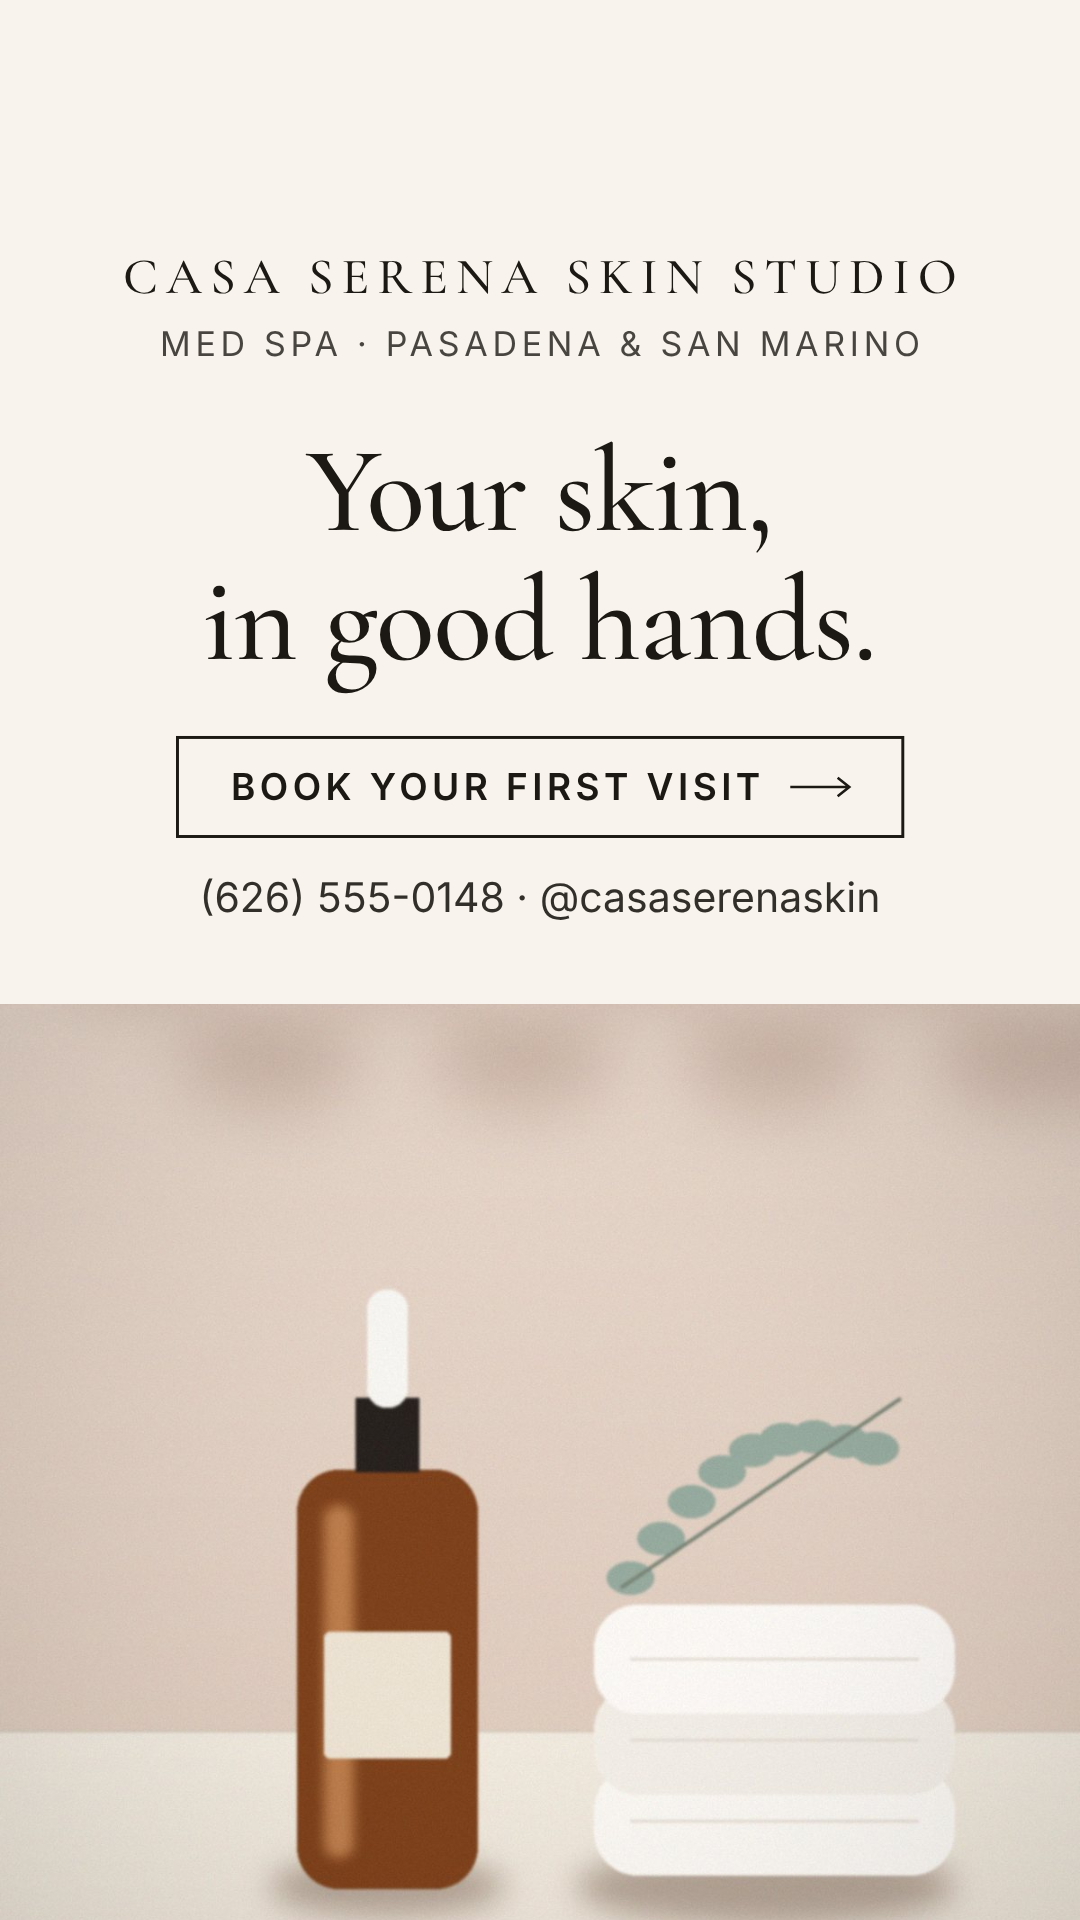 CASA SERENA SKIN STUDIO
MED SPA · PASADENA & SAN MARINO
Your skin,
in good hands.
BOOK YOUR FIRST VISIT →
(626) 555-0148 · @casaserenaskin